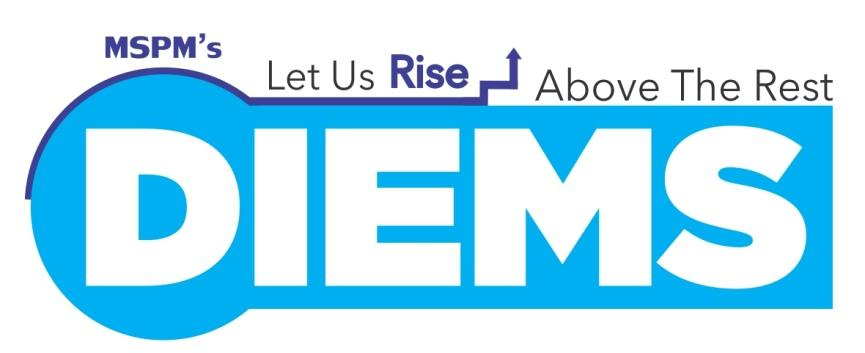 MSPM's
Let Us Rise Above The Rest
DIEMS